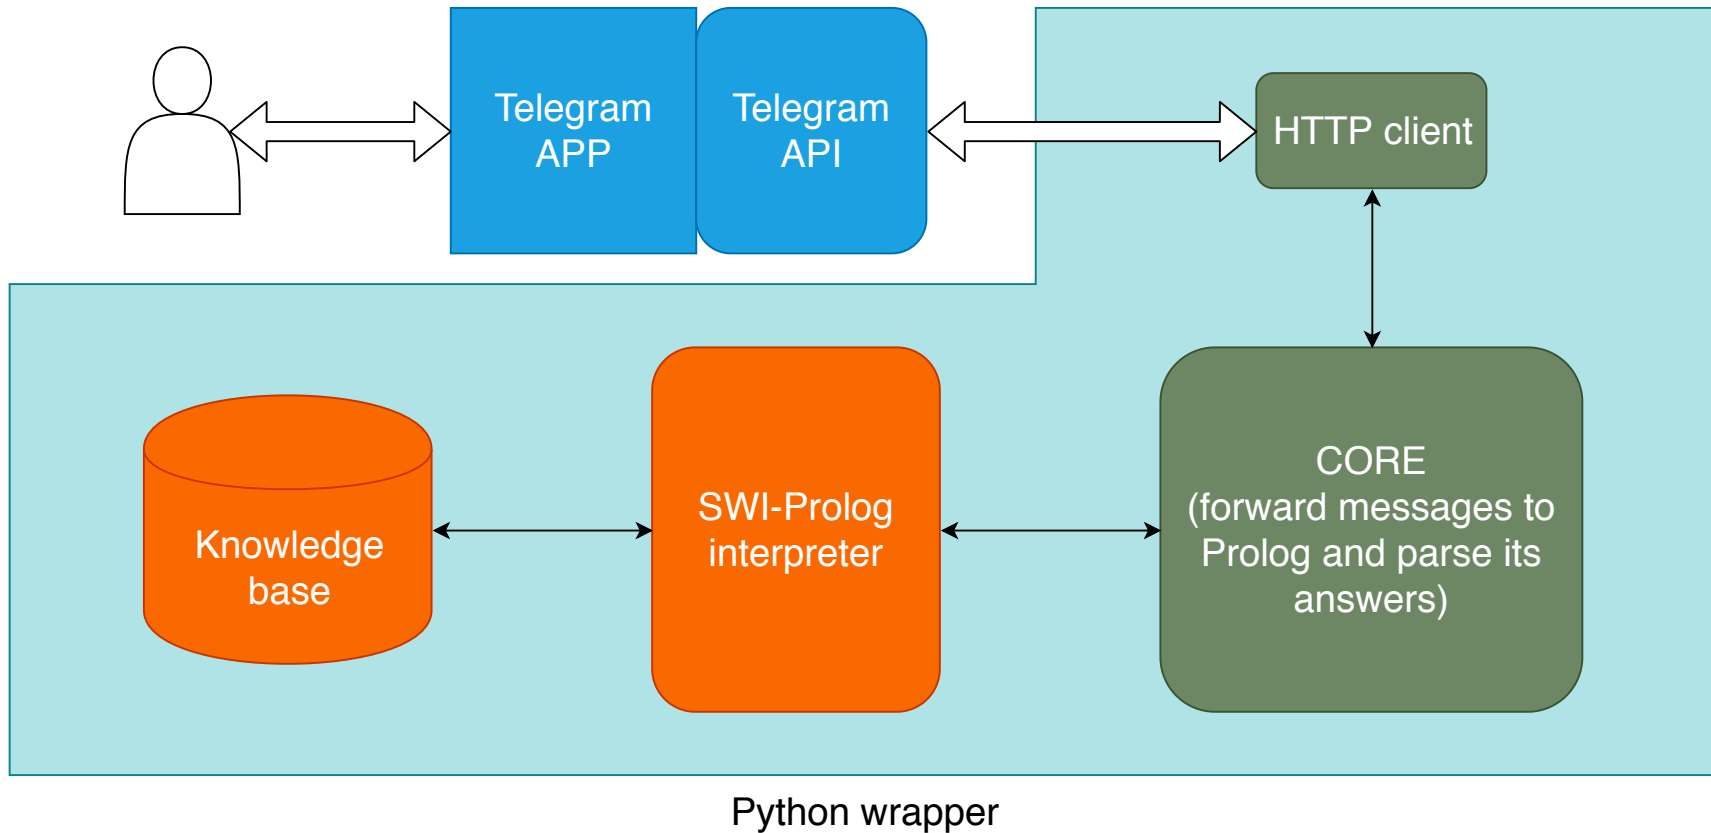 Telegram
APP
Telegram
API
HTTP client
Knowledge
base
SWI-Prolog
interpreter
CORE
(forward messages to
Prolog and parse its
answers)
Python wrapper